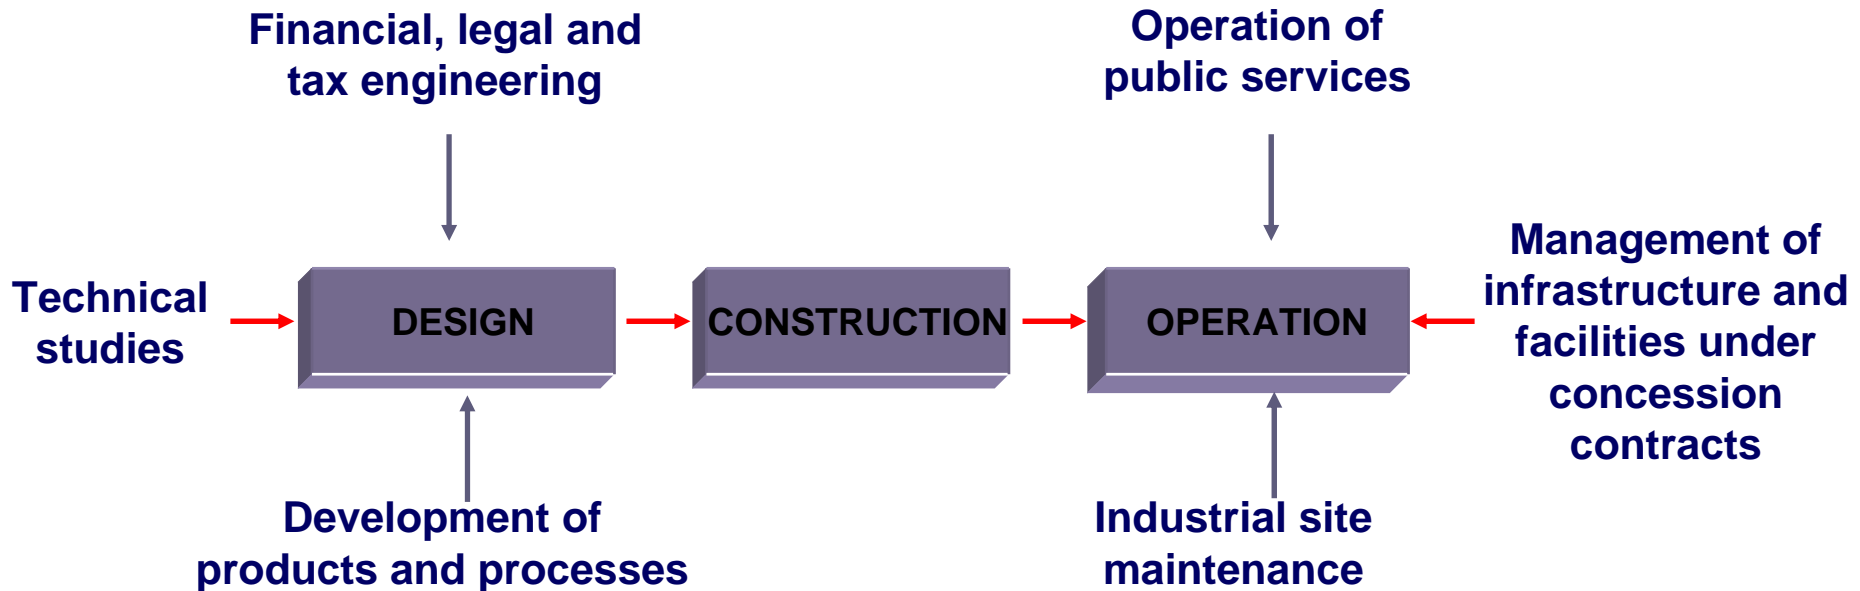 Financial, legal and
tax engineering
Operation of
public services
Technical
studies
DESIGN
CONSTRUCTION
OPERATION
Management of
infrastructure and
facilities under
concession
contracts
Development of
products and processes
Industrial site
maintenance